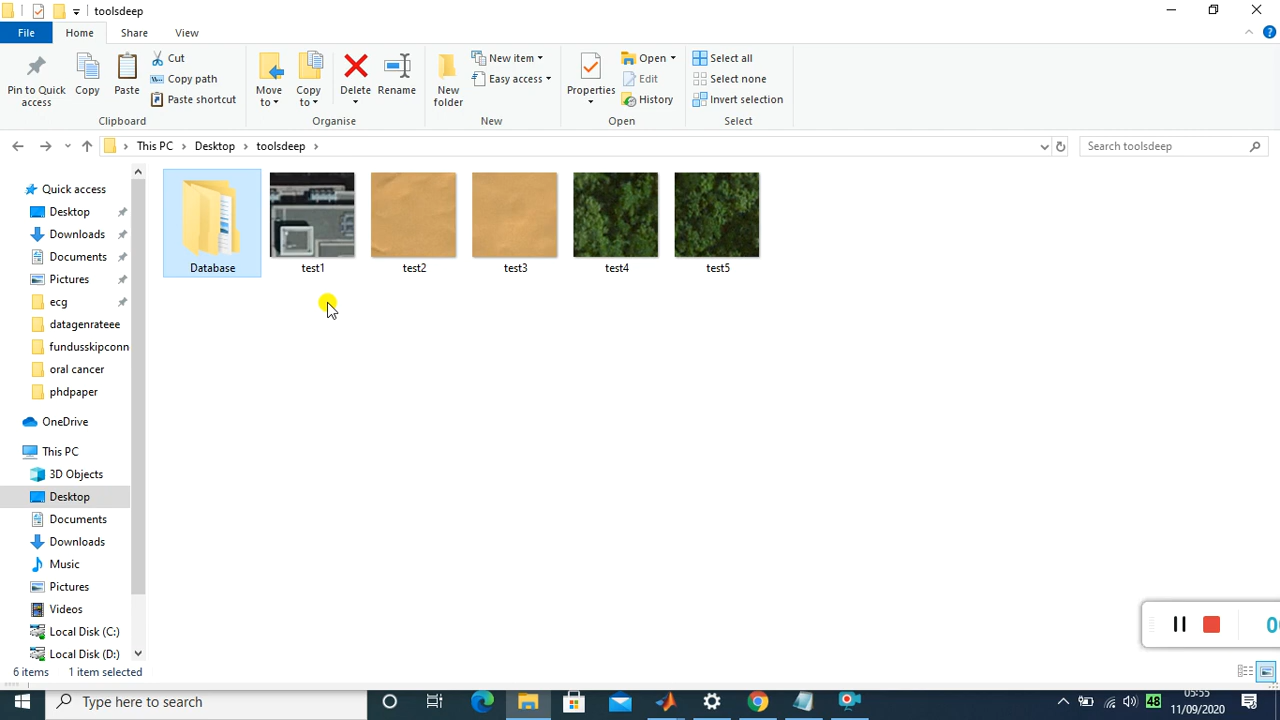 toolsdeep
File Home Share View
Pin to Quick access
Copy
Paste
Cut
Copy path
Paste shortcut
Clipboard
Move to
Copy to
Delete
Rename
Organise
New folder
New item
Easy access
New
Properties
Open
Edit
History
Open
Select all
Select none
Invert selection
Select
This PC Desktop toolsdeep
Search toolsdeep
Quick access
Desktop
Downloads
Documents
Pictures
ecg
datagenrateee
fundusskipconn
oral cancer
phdpaper
OneDrive
This PC
3D Objects
Desktop
Documents
Downloads
Music
Pictures
Videos
Local Disk (C:)
Local Disk (D:)
Database test1 test2 test3 test4 test5
6 items 1 item selected
Type here to search
48
05:55
11/09/2020